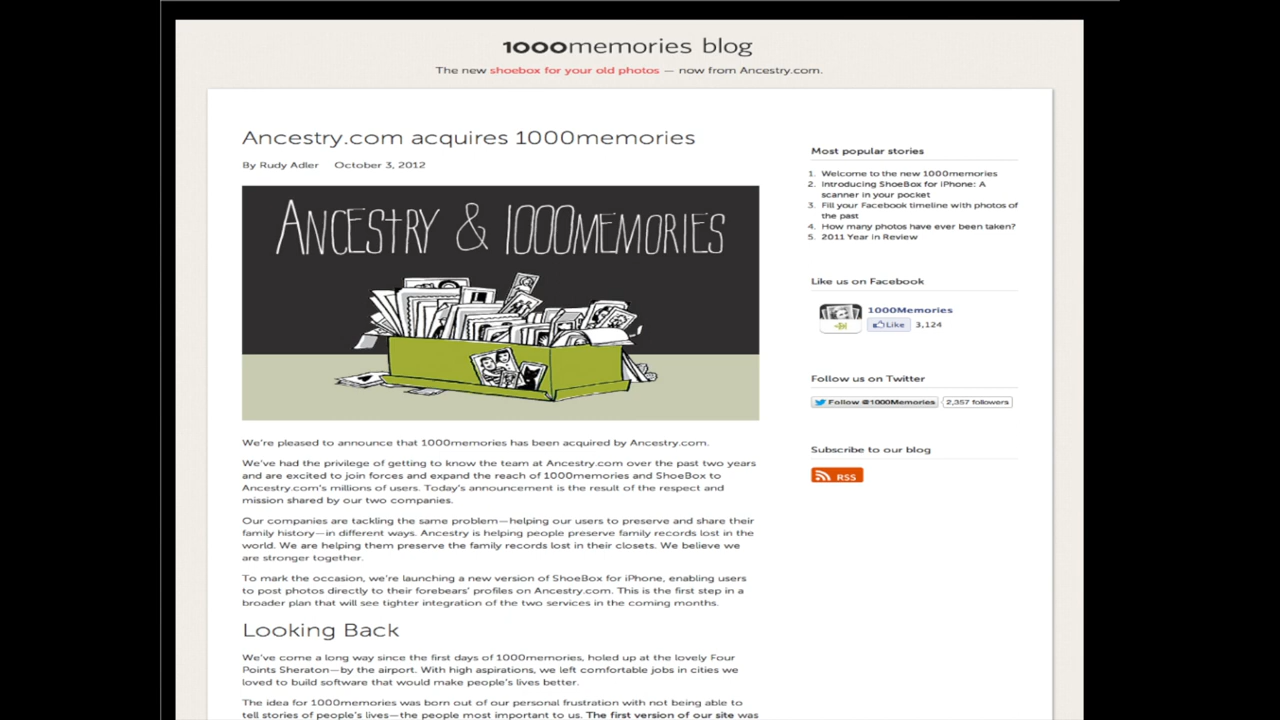 1000memories blog
The new shoebox for your old photos — now from Ancestry.com.
Ancestry.com acquires 1000memories
By Rudy Adler October 3, 2012
ANCESTRY & 1000MEMORIES
We're pleased to announce that 1000memories has been acquired by Ancestry.com.
We've had the privilege of getting to know the team at Ancestry.com over the past two years
and are excited to join forces and expand the reach of 1000memories and ShoeBox to
Ancestry.com's millions of users. Today's announcement is the result of the respect and
mission shared by our two companies.
Our companies are tackling the same problem—helping our users to preserve and share their
family history—in different ways. Ancestry is helping people preserve family records lost in the
world. We are helping them preserve the family records lost in their closets. We believe we
are stronger together.
To mark the occasion, we're launching a new version of ShoeBox for iPhone, enabling users
to post photos directly to their forebears' profiles on Ancestry.com. This is the first step in a
broader plan that will see tighter integration of the two services in the coming months.
Looking Back
We've come a long way since the first days of 1000memories, holed up at the lovely Four
Points Sheraton—by the airport. With high aspirations, we left comfortable jobs in cities we
loved to build software that would make people's lives better.
The idea for 1000memories was born out of our personal frustration with not being able to
tell stories of people's lives—the people most important to us. The first version of our site was
Most popular stories
1. Welcome to the new 1000memories
2. Introducing ShoeBox for iPhone: A
scanner in your pocket
3. Fill your Facebook timeline with photos of
the past
4. How many photos have ever been taken?
5. 2011 Year in Review
Like us on Facebook
1000Memories
Like 3,124
Follow us on Twitter
Follow @1000Memories 2,357 followers
Subscribe to our blog
RSS